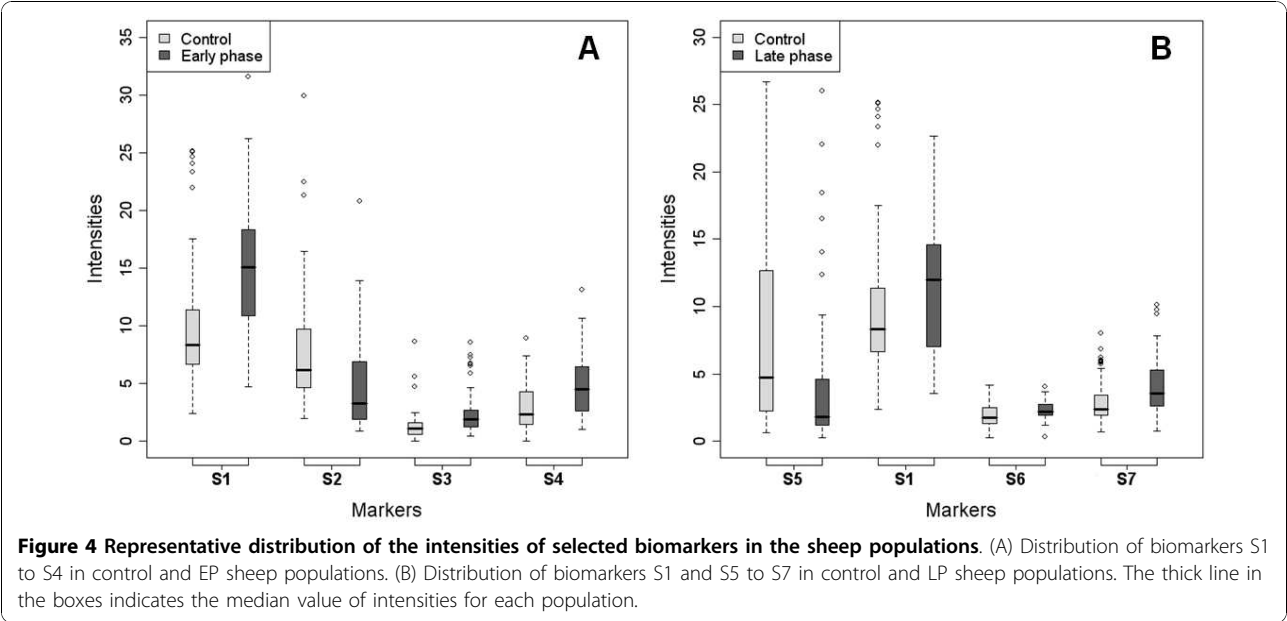 Control
Early phase
A
35
30
25
20
15
10
5
0
Intensities
S1 S2 S3 S4
Markers
Control
Late phase
B
30
25
20
15
10
5
0
Intensities
S5 S1 S6 S7
Markers
Figure 4 Representative distribution of the intensities of selected biomarkers in the sheep populations. (A) Distribution of biomarkers S1
to S4 in control and EP sheep populations. (B) Distribution of biomarkers S1 and S5 to S7 in control and LP sheep populations. The thick line in
the boxes indicates the median value of intensities for each population.